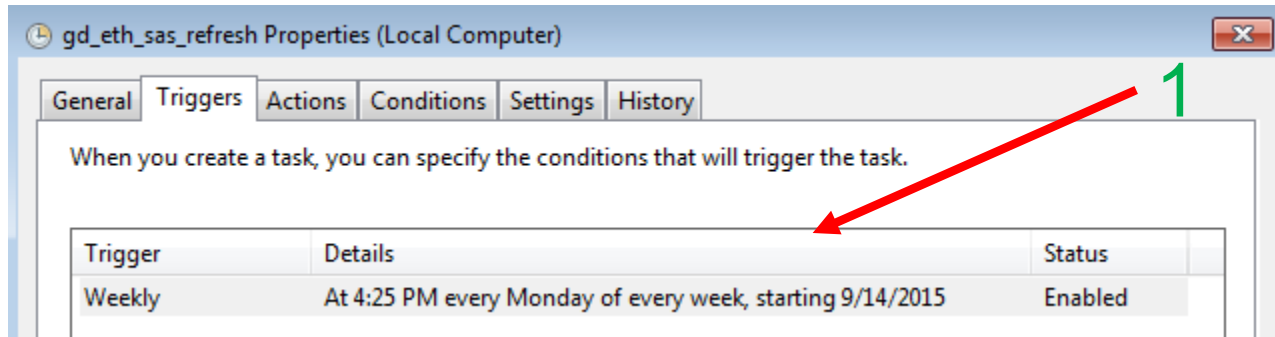 gd_eth_sas_refresh Properties (Local Computer)
1
General Triggers Actions Conditions Settings History
When you create a task, you can specify the conditions that will trigger the task.
Trigger Details Status
Weekly At 4:25 PM every Monday of every week, starting 9/14/2015 Enabled